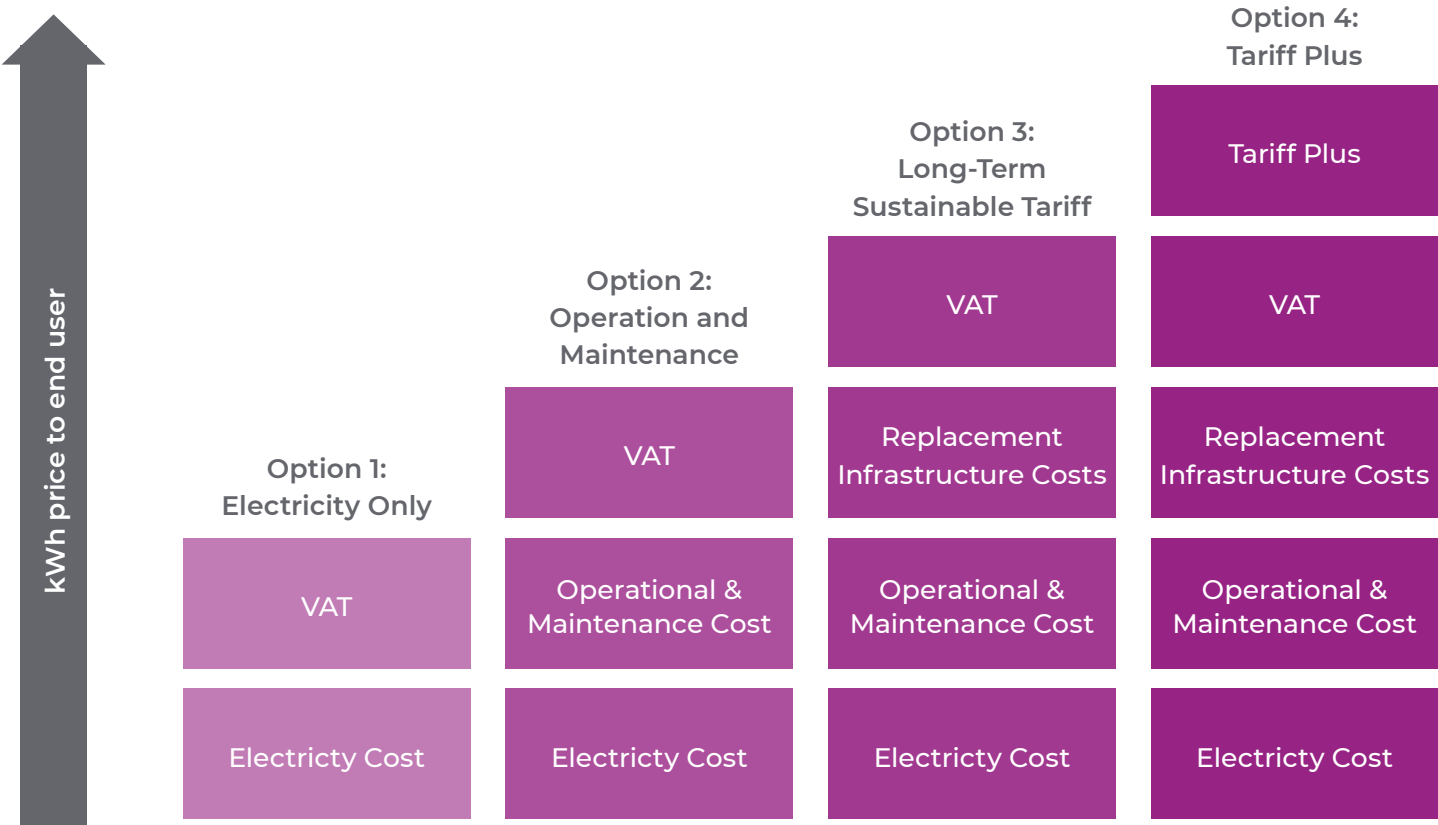 kWh price to end user
Option 1:
Electricity Only
VAT
Electricty Cost
Option 2:
Operation and
Maintenance
VAT
Operational &
Maintenance Cost
Electricty Cost
Option 3:
Long-Term
Sustainable Tariff
VAT
Replacement
Infrastructure Costs
Operational &
Maintenance Cost
Electricty Cost
Option 4:
Tariff Plus
Tariff Plus
VAT
Replacement
Infrastructure Costs
Operational &
Maintenance Cost
Electricty Cost